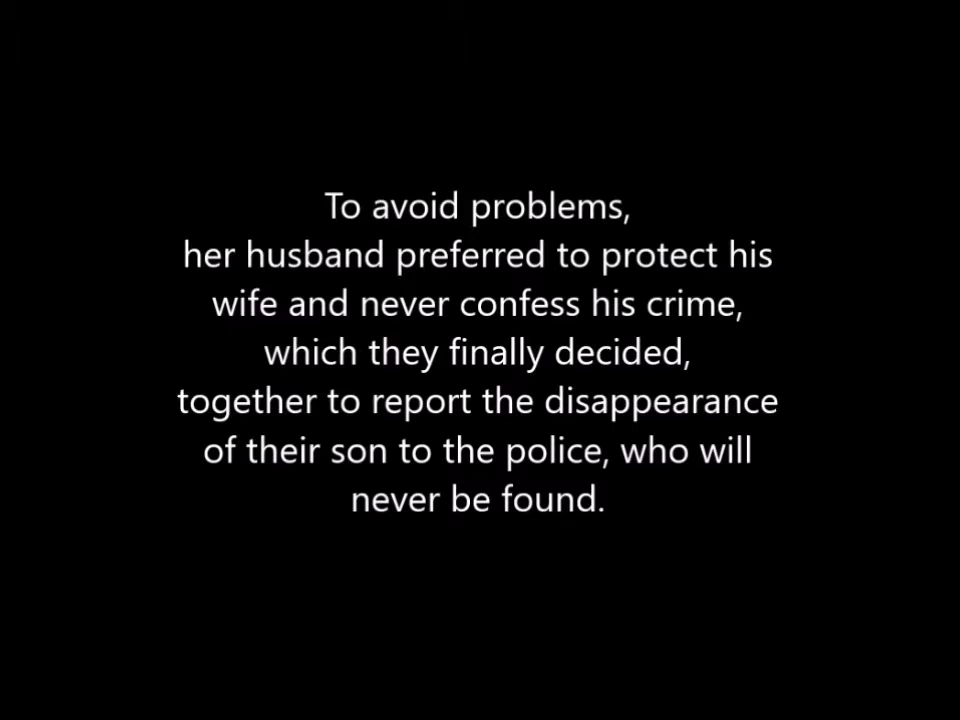 To avoid problems,
her husband preferred to protect his
wife and never confess his crime,
which they finally decided,
together to report the disappearance
of their son to the police, who will
never be found.